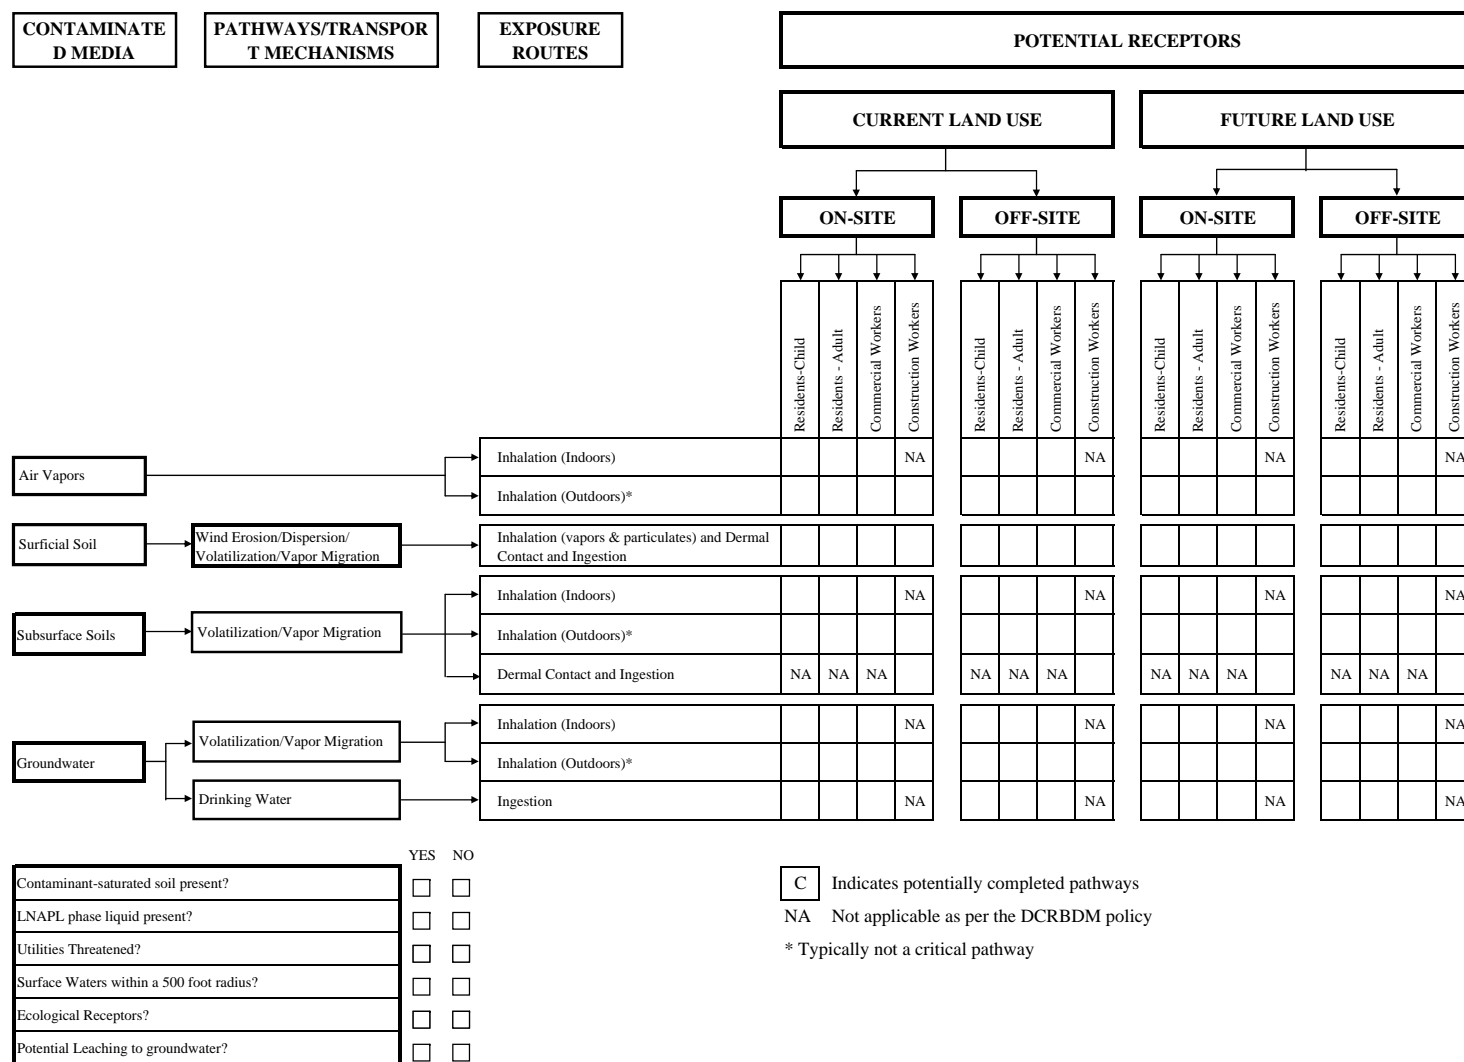 CONTAMINATE
D MEDIA
PATHWAYS/TRANSPOR
T MECHANISMS
EXPOSURE
ROUTES
POTENTIAL RECEPTORS
CURRENT LAND USE
FUTURE LAND USE
ON-SITE
OFF-SITE
ON-SITE
OFF-SITE
Residents-Child
Residents - Adult
Commercial Workers
Construction Workers
Residents-Child
Residents - Adult
Commercial Workers
Construction Workers
Residents-Child
Residents - Adult
Commercial Workers
Construction Workers
Residents-Child
Residents - Adult
Commercial Workers
Construction Workers
Air Vapors
Inhalation (Indoors) NA NA NA NA
Inhalation (Outdoors)*
Surficial Soil
Wind Erosion/Dispersion/
Volatilization/Vapor Migration
Inhalation (vapors & particulates) and Dermal
Contact and Ingestion
Subsurface Soils
Volatilization/Vapor Migration
Inhalation (Indoors) NA NA NA NA
Inhalation (Outdoors)*
Dermal Contact and Ingestion NA NA NA NA NA NA NA NA NA NA NA NA
Groundwater
Volatilization/Vapor Migration
Inhalation (Indoors) NA NA NA NA
Inhalation (Outdoors)*
Drinking Water
Ingestion NA NA NA NA
YES NO
Contaminant-saturated soil present?
LNAPL phase liquid present?
Utilities Threatened?
Surface Waters within a 500 foot radius?
Ecological Receptors?
Potential Leaching to groundwater?
C Indicates potentially completed pathways
NA Not applicable as per the DCRBDM policy
* Typically not a critical pathway